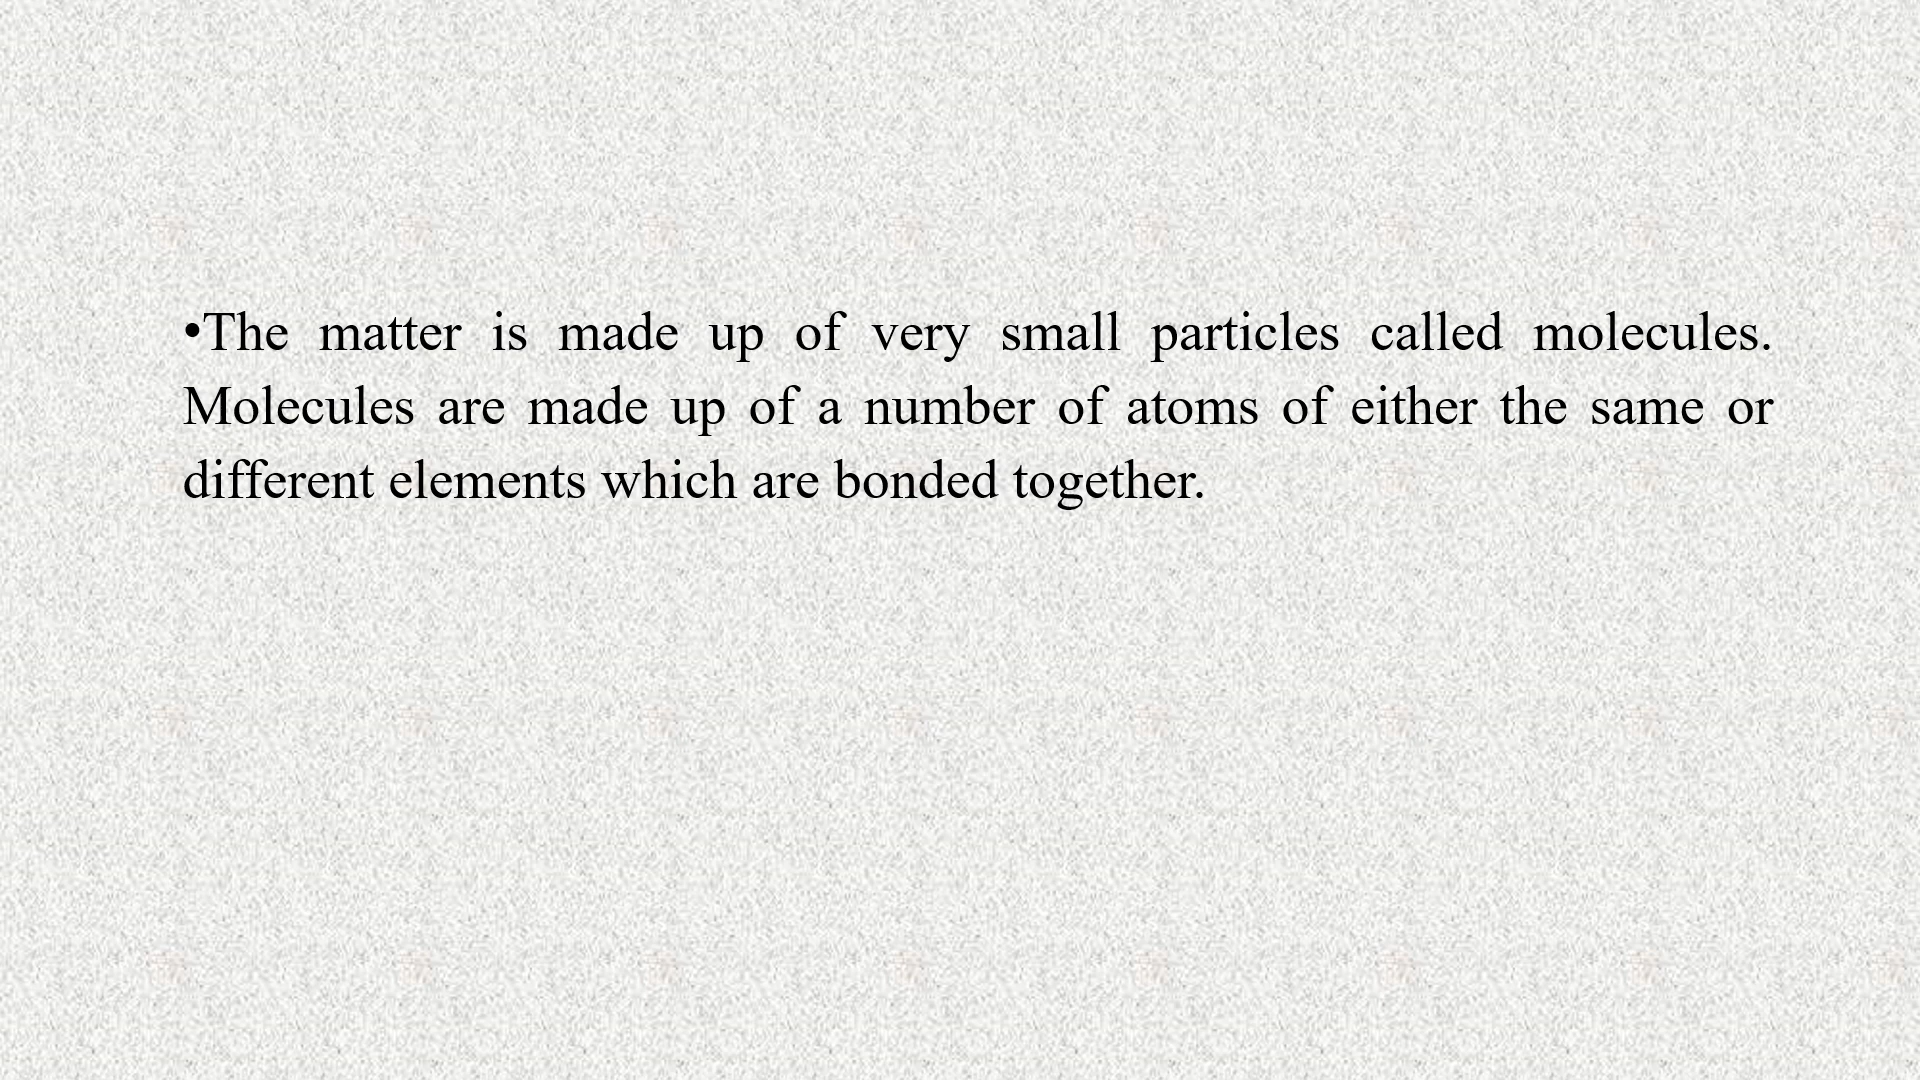 •The matter is made up of very small particles called molecules.
Molecules are made up of a number of atoms of either the same or
different elements which are bonded together.